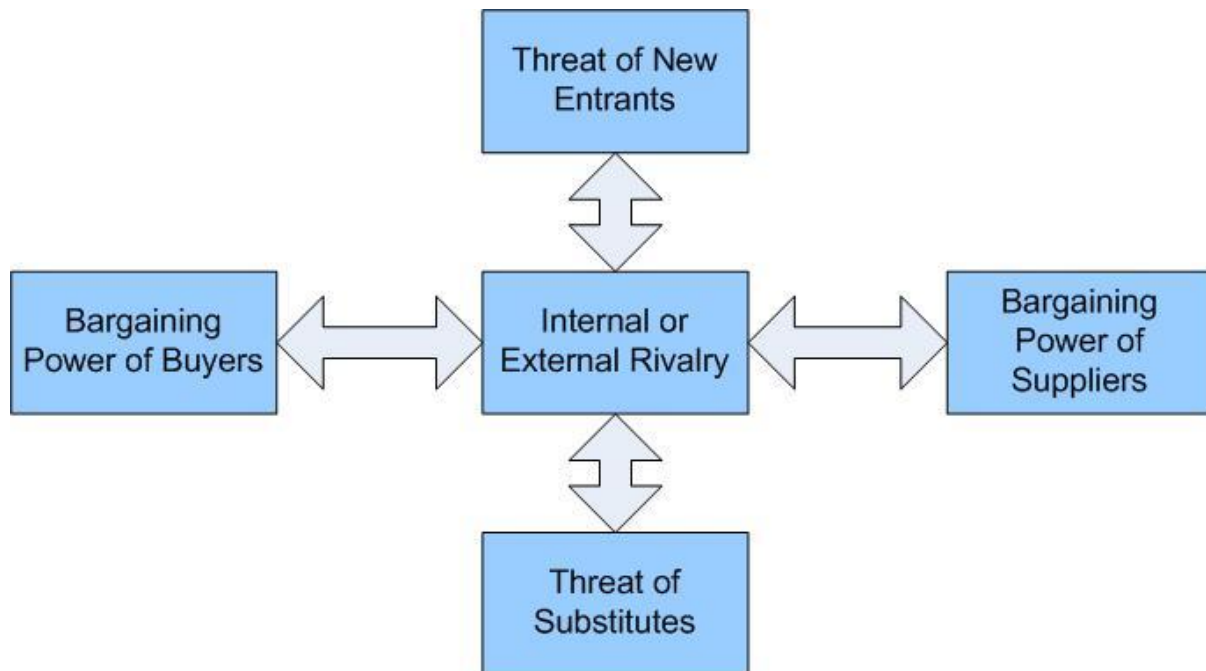 Threat of New
Entrants
Bargaining
Power of Buyers
Internal or
External Rivalry
Bargaining
Power of
Suppliers
Threat of
Substitutes